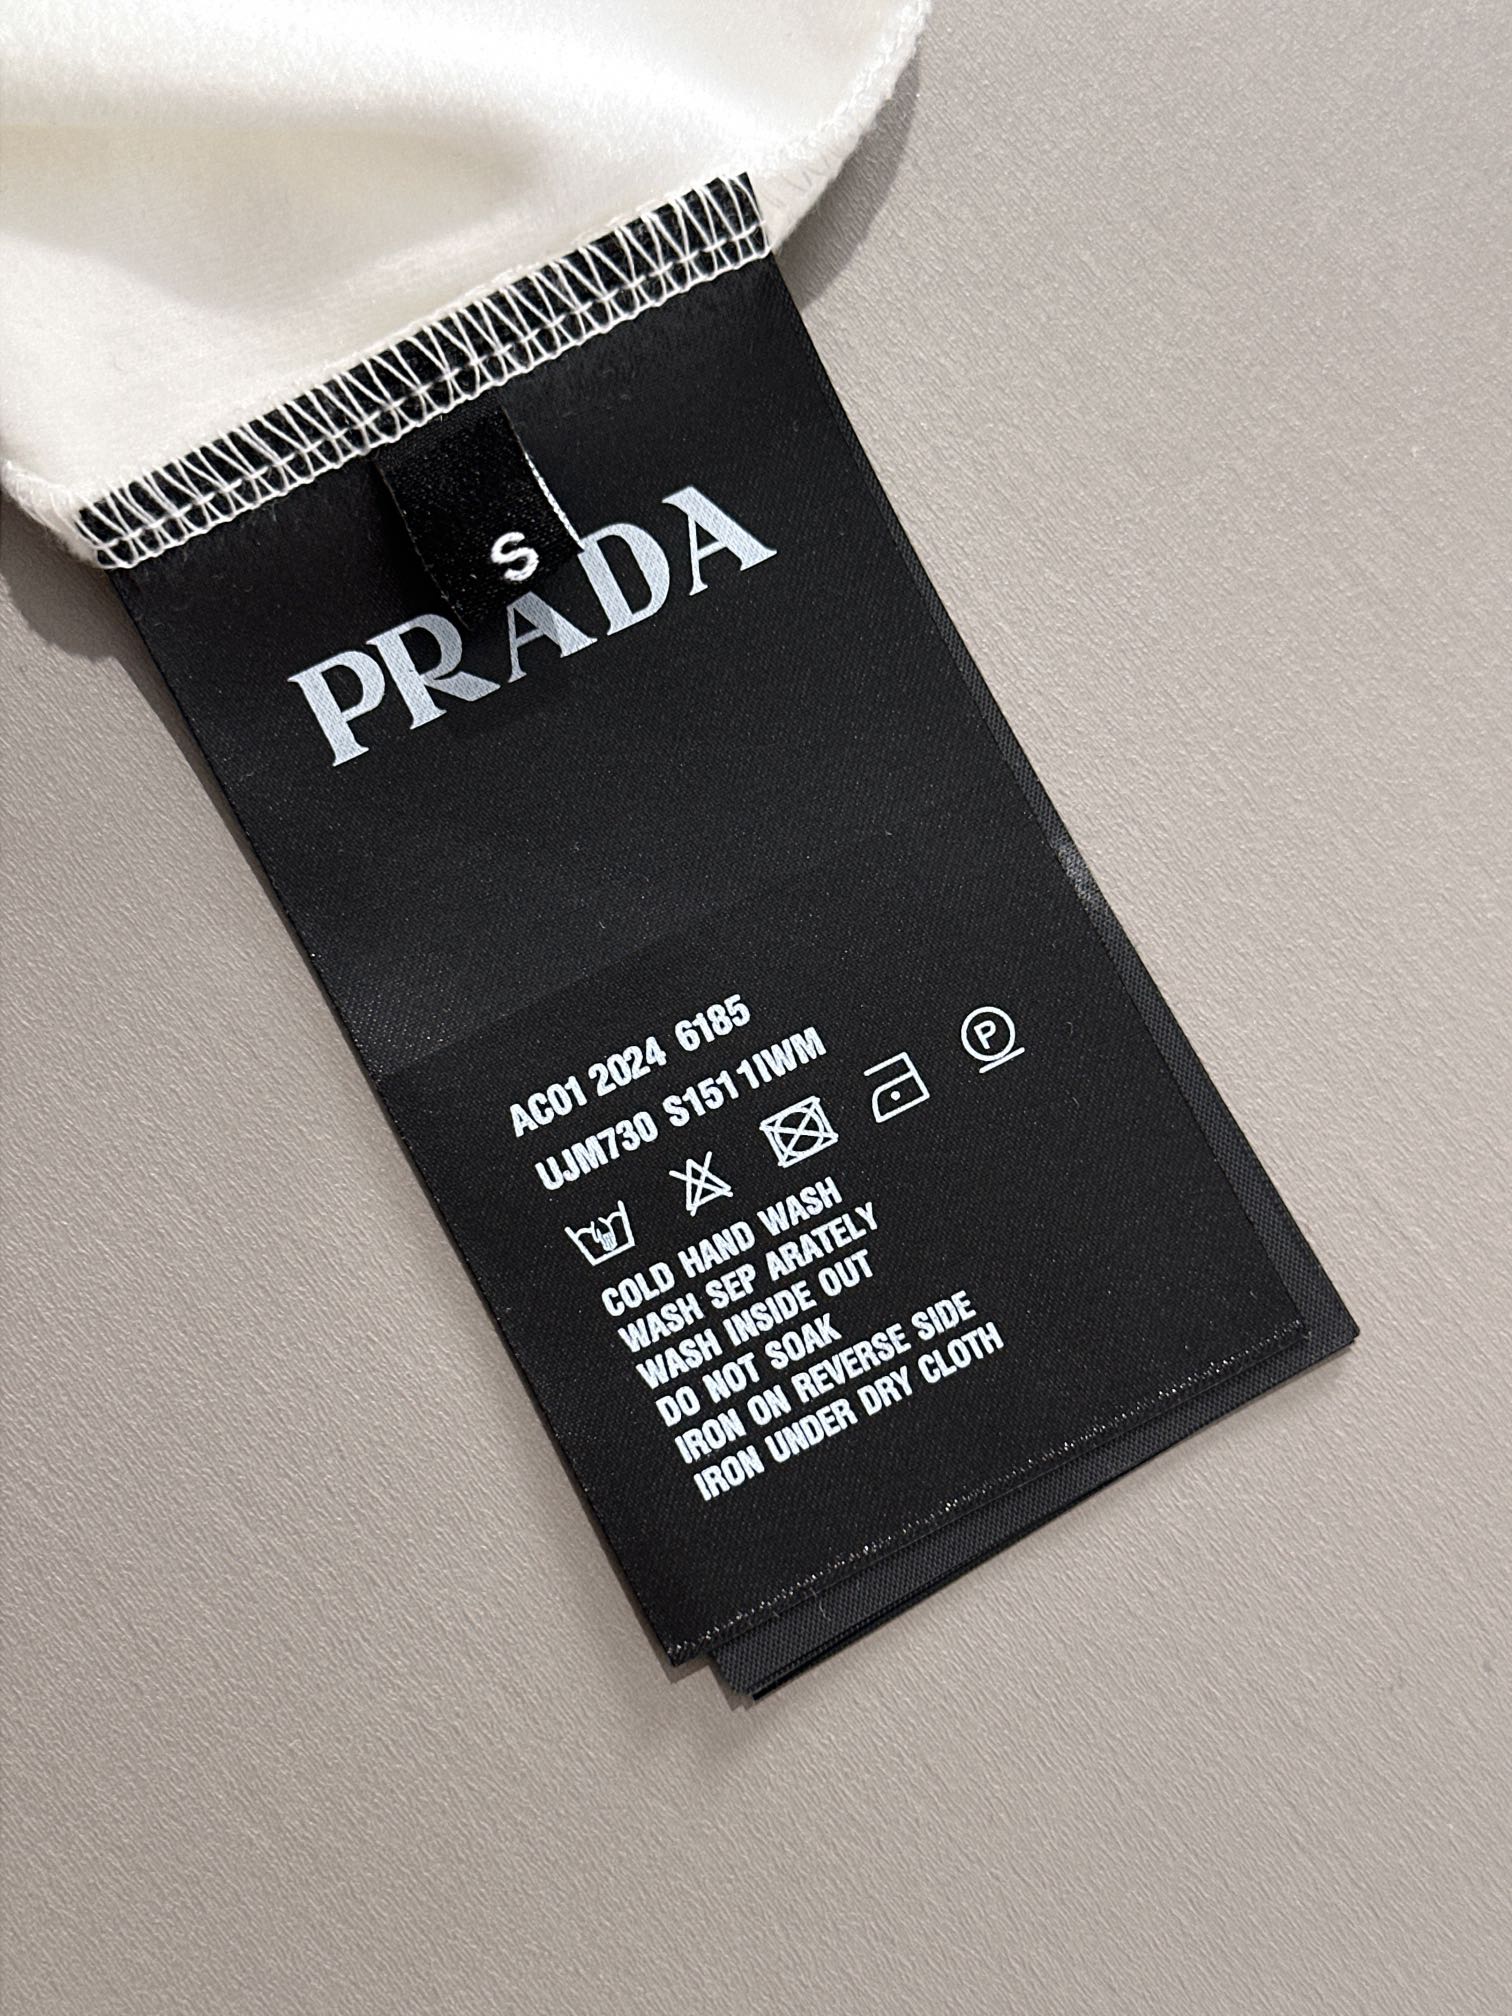 S
PRADA
AC01 2024 6185
UJM730 S151 1IWM
P
COLD HAND WASH
WASH SEP ARATELY
WASH INSIDE OUT
DO NOT SOAK
IRON ON REVERSE SIDE
IRON UNDER DRY CLOTH